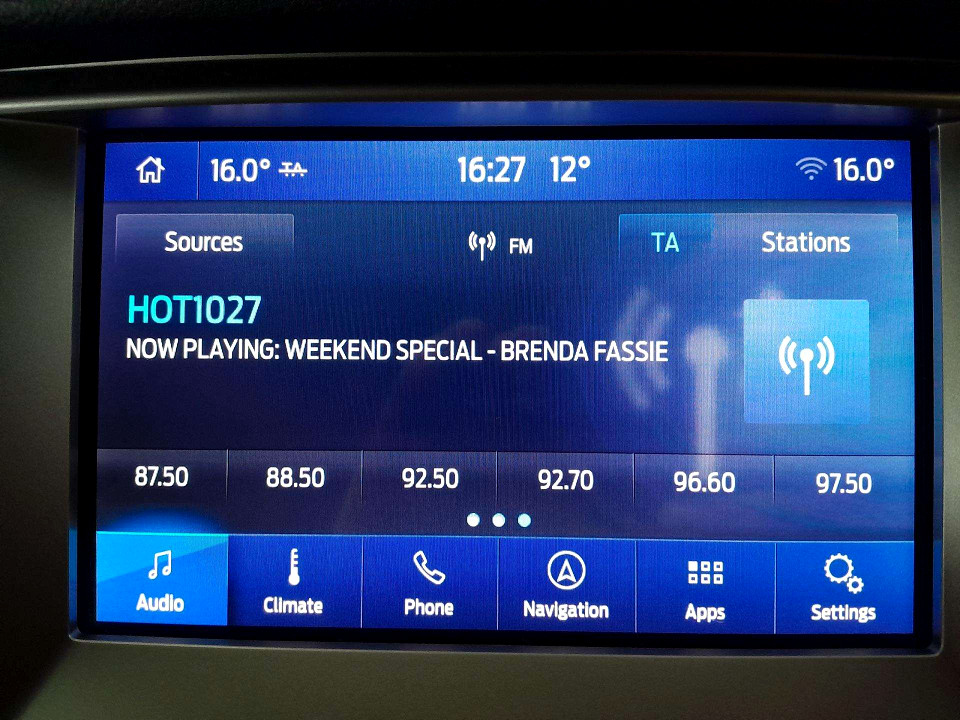 16.0° TA 16:27 12° 16.0°
Sources FM TA Stations
HOT1027
NOW PLAYING: WEEKEND SPECIAL - BRENDA FASSIE
87.50 88.50 92.50 92.70 96.60 97.50
Audio Climate Phone Navigation Apps Settings